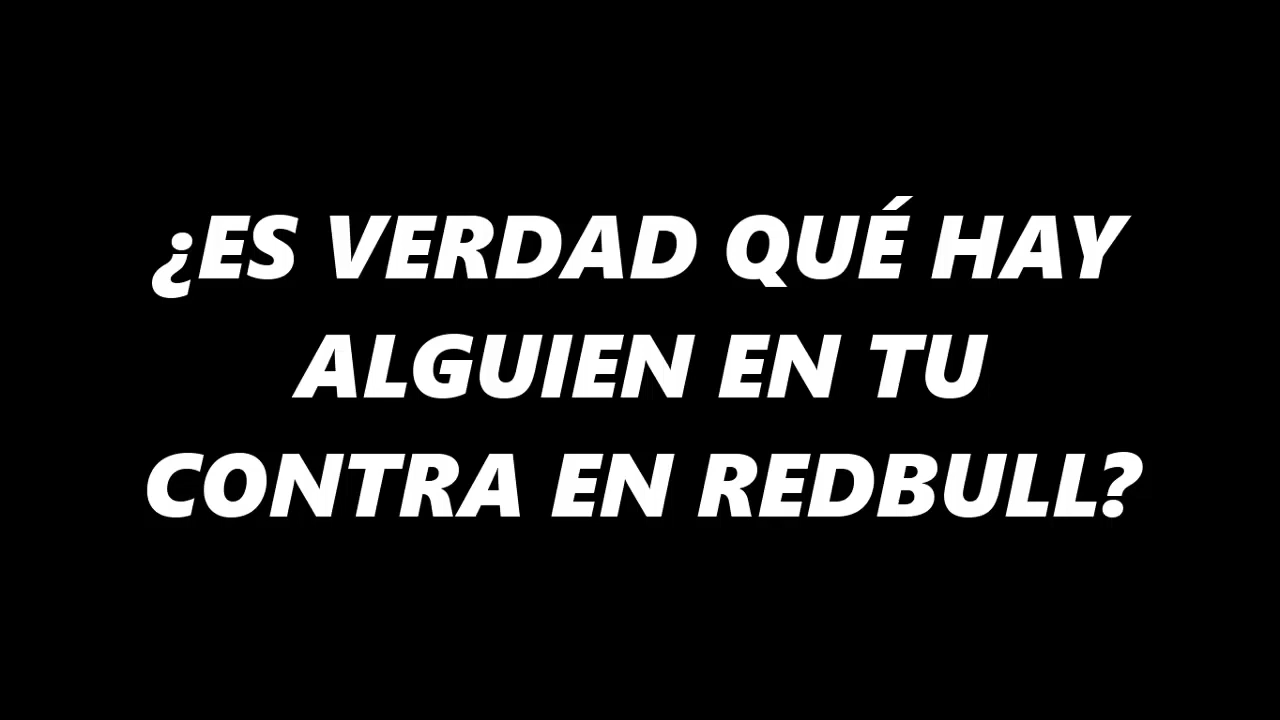 ¿ES VERDAD QUÉ HAY
ALGUIEN EN TU
CONTRA EN REDBULL?